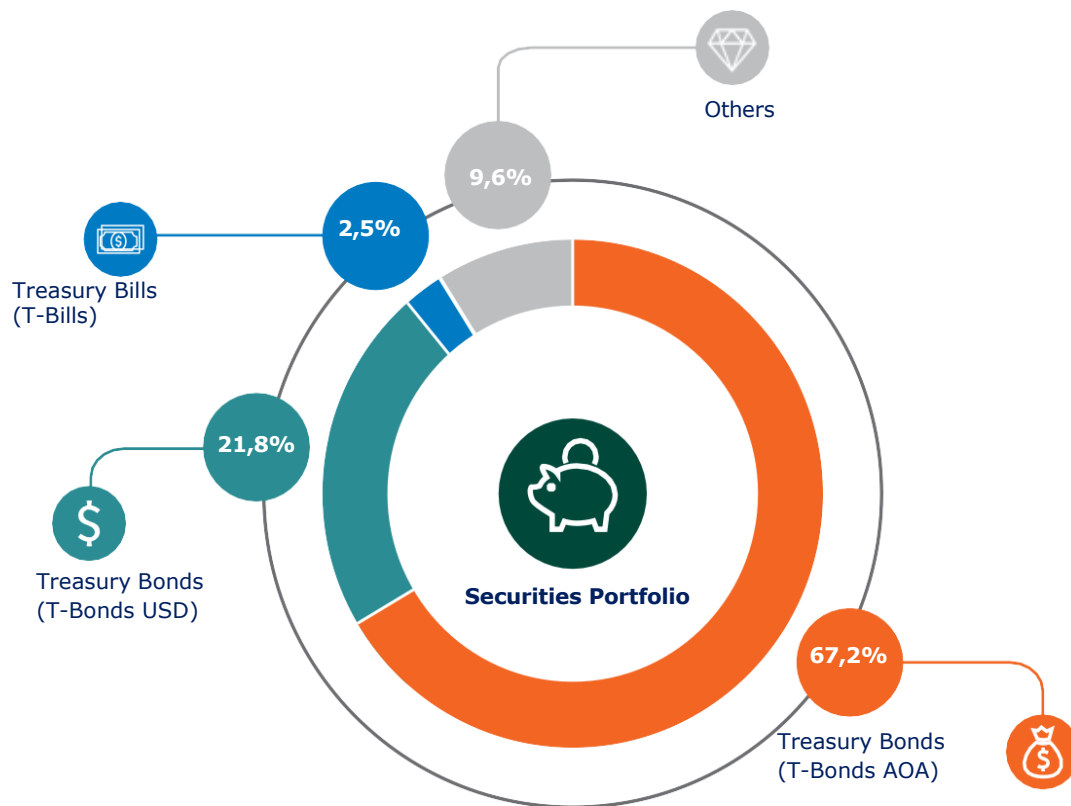 Others
9,6%
2,5%
Treasury Bills
(T-Bills)
21,8%
$
Treasury Bonds
(T-Bonds USD)
Securities Portfolio
67,2%
Treasury Bonds
(T-Bonds AOA)
$